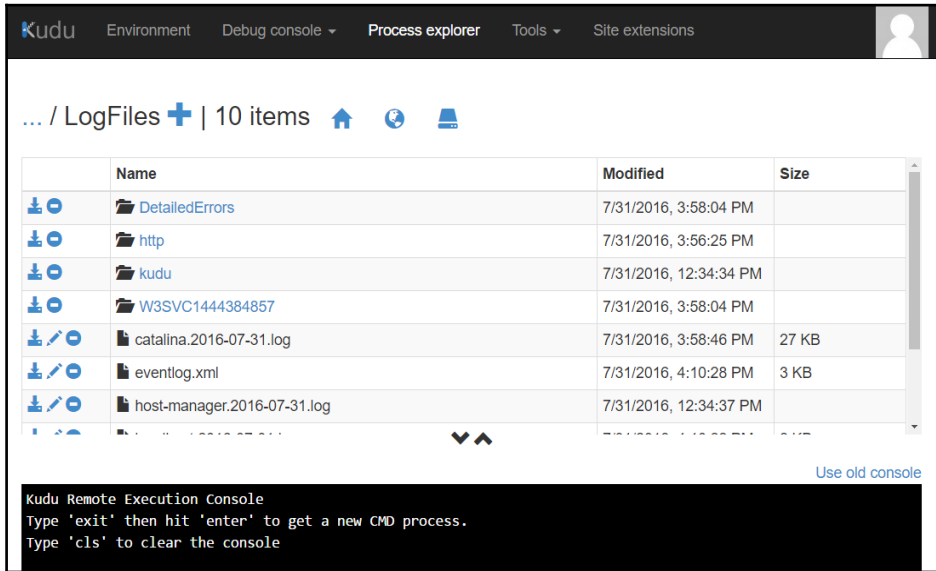 Kudu Environment Debug console Process explorer Tools Site extensions
... / LogFiles + | 10 items
Name Modified Size
DetailedErrors 7/31/2016, 3:58:04 PM
http 7/31/2016, 3:56:25 PM
kudu 7/31/2016, 12:34:34 PM
W3SVC1444384857 7/31/2016, 3:58:04 PM
catalina.2016-07-31.log 7/31/2016, 3:58:46 PM 27 KB
eventlog.xml 7/31/2016, 4:10:28 PM 3 KB
host-manager.2016-07-31.log 7/31/2016, 12:34:37 PM
Use old console
Kudu Remote Execution Console
Type 'exit' then hit 'enter' to get a new CMD process.
Type 'cls' to clear the console